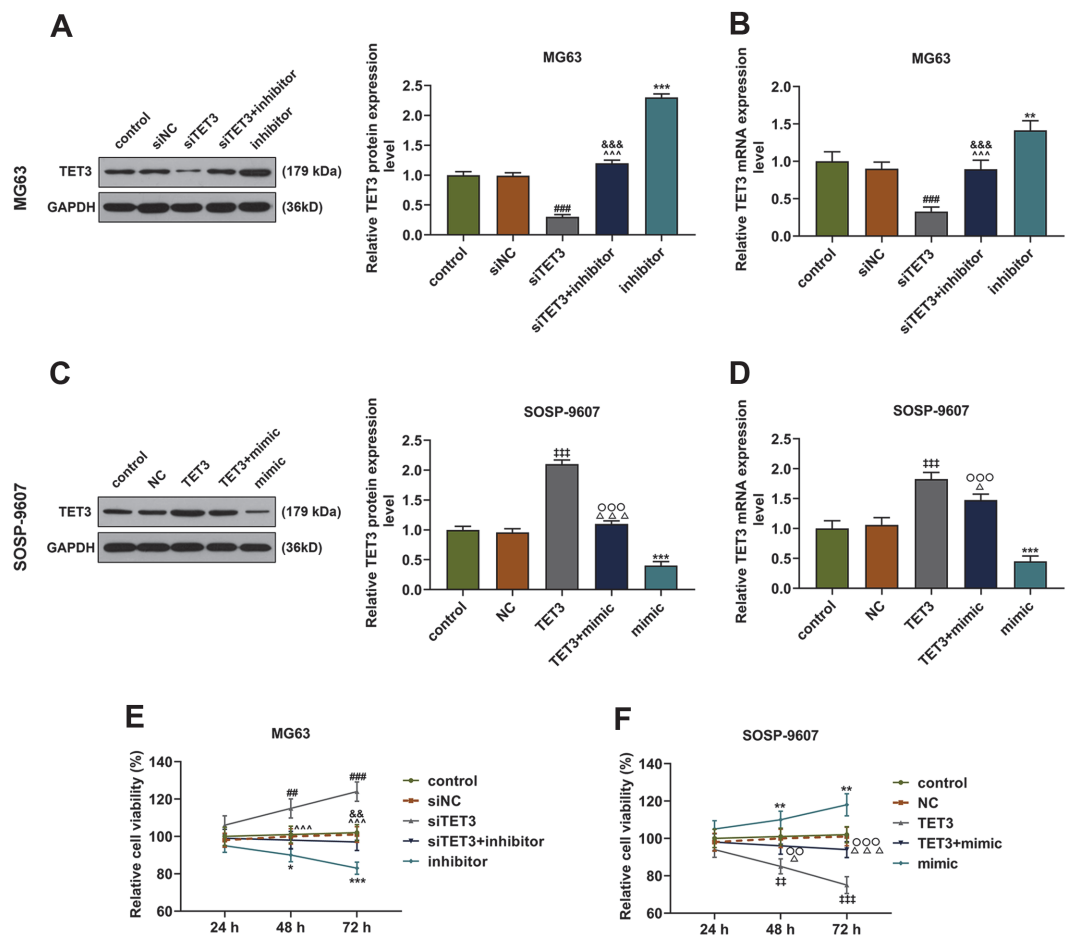 A
MG63
control
siNC
siTET3
siTET3+inhibitor
inhibitor
TET3
(179 kDa)
GAPDH
(36kD)
MG63
Relative TET3 protein expression
level
2.5
2.0
1.5
1.0
0.5
0.0
###
&&&
^^^
***
control
siNC
siTET3
siTET3+inhibitor
inhibitor
B
MG63
Relative TET3 mRNA expression
level
2.0
1.5
1.0
0.5
0.0
###
&&&
^^^
**
control
siNC
siTET3
siTET3+inhibitor
inhibitor
C
SOSP-9607
control
NC
TET3
TET3+mimic
mimic
TET3
(179 kDa)
GAPDH
(36kD)
SOSP-9607
Relative TET3 protein expression
level
2.5
2.0
1.5
1.0
0.5
0.0
‡‡‡
○○○
△△△
***
control
NC
TET3
TET3+mimic
mimic
D
SOSP-9607
Relative TET3 mRNA expression
level
2.5
2.0
1.5
1.0
0.5
0.0
‡‡‡
○○○
△
***
control
NC
TET3
TET3+mimic
mimic
E
MG63
Relative cell viability (%)
140
120
100
80
60
##
###
&&
^^^
^^^
*
***
24 h 48 h 72 h
control
siNC
siTET3
siTET3+inhibitor
inhibitor
F
SOSP-9607
Relative cell viability (%)
140
120
100
80
60
**
**
○○
△
○○○
△△△
‡‡
‡‡‡
24 h 48 h 72 h
control
NC
TET3
TET3+mimic
mimic